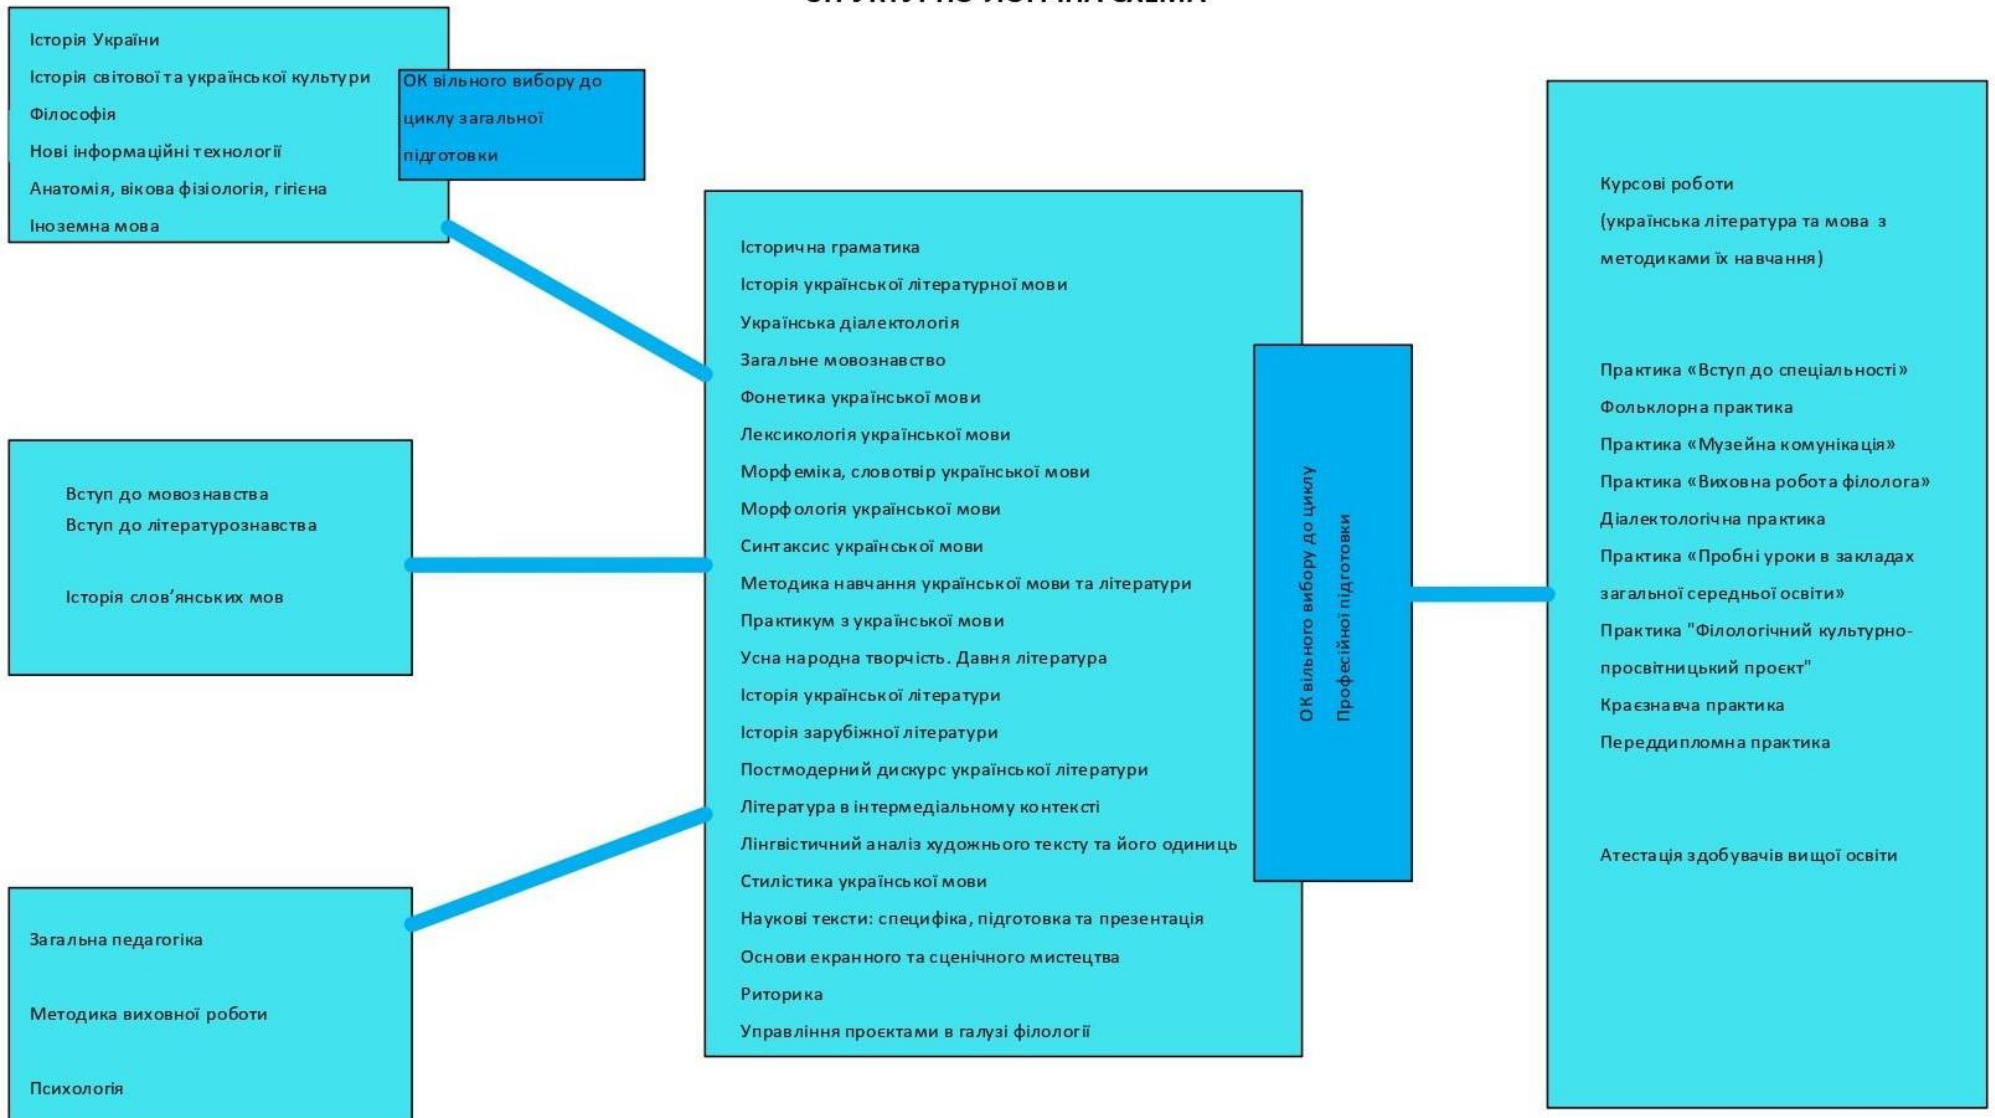 СТРУКТУРНО-ЛОГІЧНА СХЕМА
Історія України
Історія світової та української культури
Філософія
Нові інформаційні технології
Анатомія, вікова фізіологія, гігієна
Іноземна мова
ОК вільного вибору до
циклу загальної
підготовки
Вступ до мовознавства
Вступ до літературознавства
Історія слов’янських мов
Загальна педагогіка
Методика виховної роботи
Психологія
Історична граматика
Історія української літературної мови
Українська діалектологія
Загальне мовознавство
Фонетика української мови
Лексикологія української мови
Морфеміка, словотвір української мови
Морфологія української мови
Синтаксис української мови
Методика навчання української мови та літератури
Практикум з української мови
Усна народна творчість. Давня література
Історія української літератури
Історія зарубіжної літератури
Постмодерний дискурс української літератури
Література в інтермедіальному контексті
Лінгвістичний аналіз художнього тексту та його одиниць
Стилістика української мови
Наукові тексти: специфіка, підготовка та презентація
Основи екранного та сценічного мистецтва
Риторика
Управління проєктами в галузі філології
ОК вільного вибору до циклу
Професійної підготовки
Курсові роботи
(українська література та мова з
методиками їх навчання)
Практика «Вступ до спеціальності»
Фольклорна практика
Практика «Музейна комунікація»
Практика «Виховна робота філолога»
Діалектологічна практика
Практика «Пробні уроки в закладах
загальної середньої освіти»
Практика "Філологічний культурно-
просвітницький проєкт"
Краєзнавча практика
Переддипломна практика
Атестація здобувачів вищої освіти